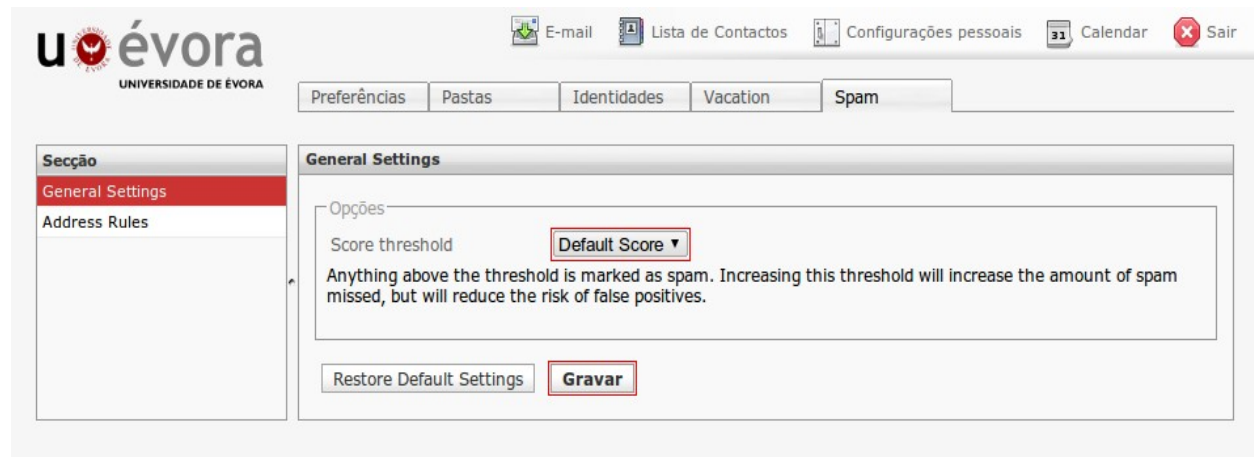 uévora
UNIVERSIDADE DE ÉVORA
E-mail Lista de Contactos Configurações pessoais 31 Calendar Sair
Preferências Pastas Identidades Vacation Spam
Secção
General Settings
Address Rules
General Settings
Opções
Score threshold Default Score
Anything above the threshold is marked as spam. Increasing this threshold will increase the amount of spam
missed, but will reduce the risk of false positives.
Restore Default Settings Gravar